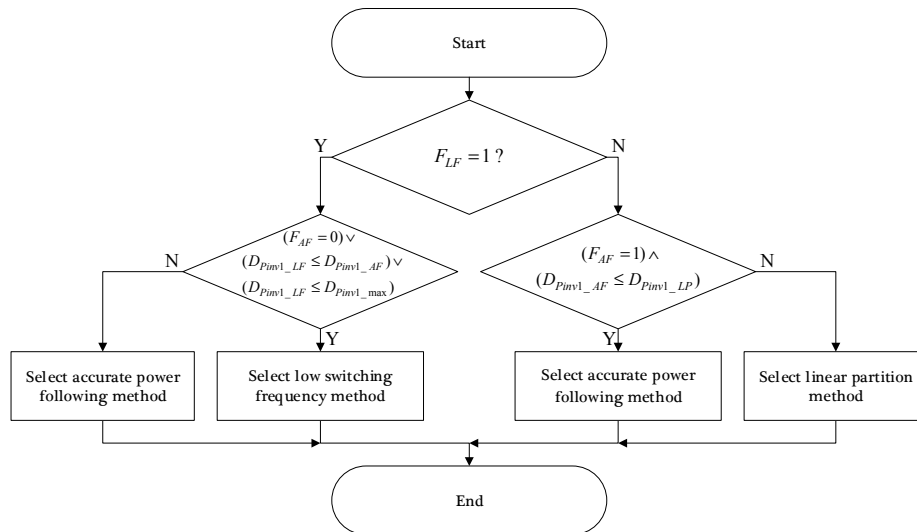 Start
Y
F_{LF} = 1 ?
N
N
(F_{AF} = 0) ∨
(D_{Pinv1_LF} ≤ D_{Pinv1_AF}) ∨
(D_{Pinv1_LF} ≤ D_{Pinv1_max})
(F_{AF} = 1) ∧
(D_{Pinv1_AF} ≤ D_{Pinv1_LP})
N
Y
Y
Select accurate power
following method
Select low switching
frequency method
Select accurate power
following method
Select linear partition
method
End